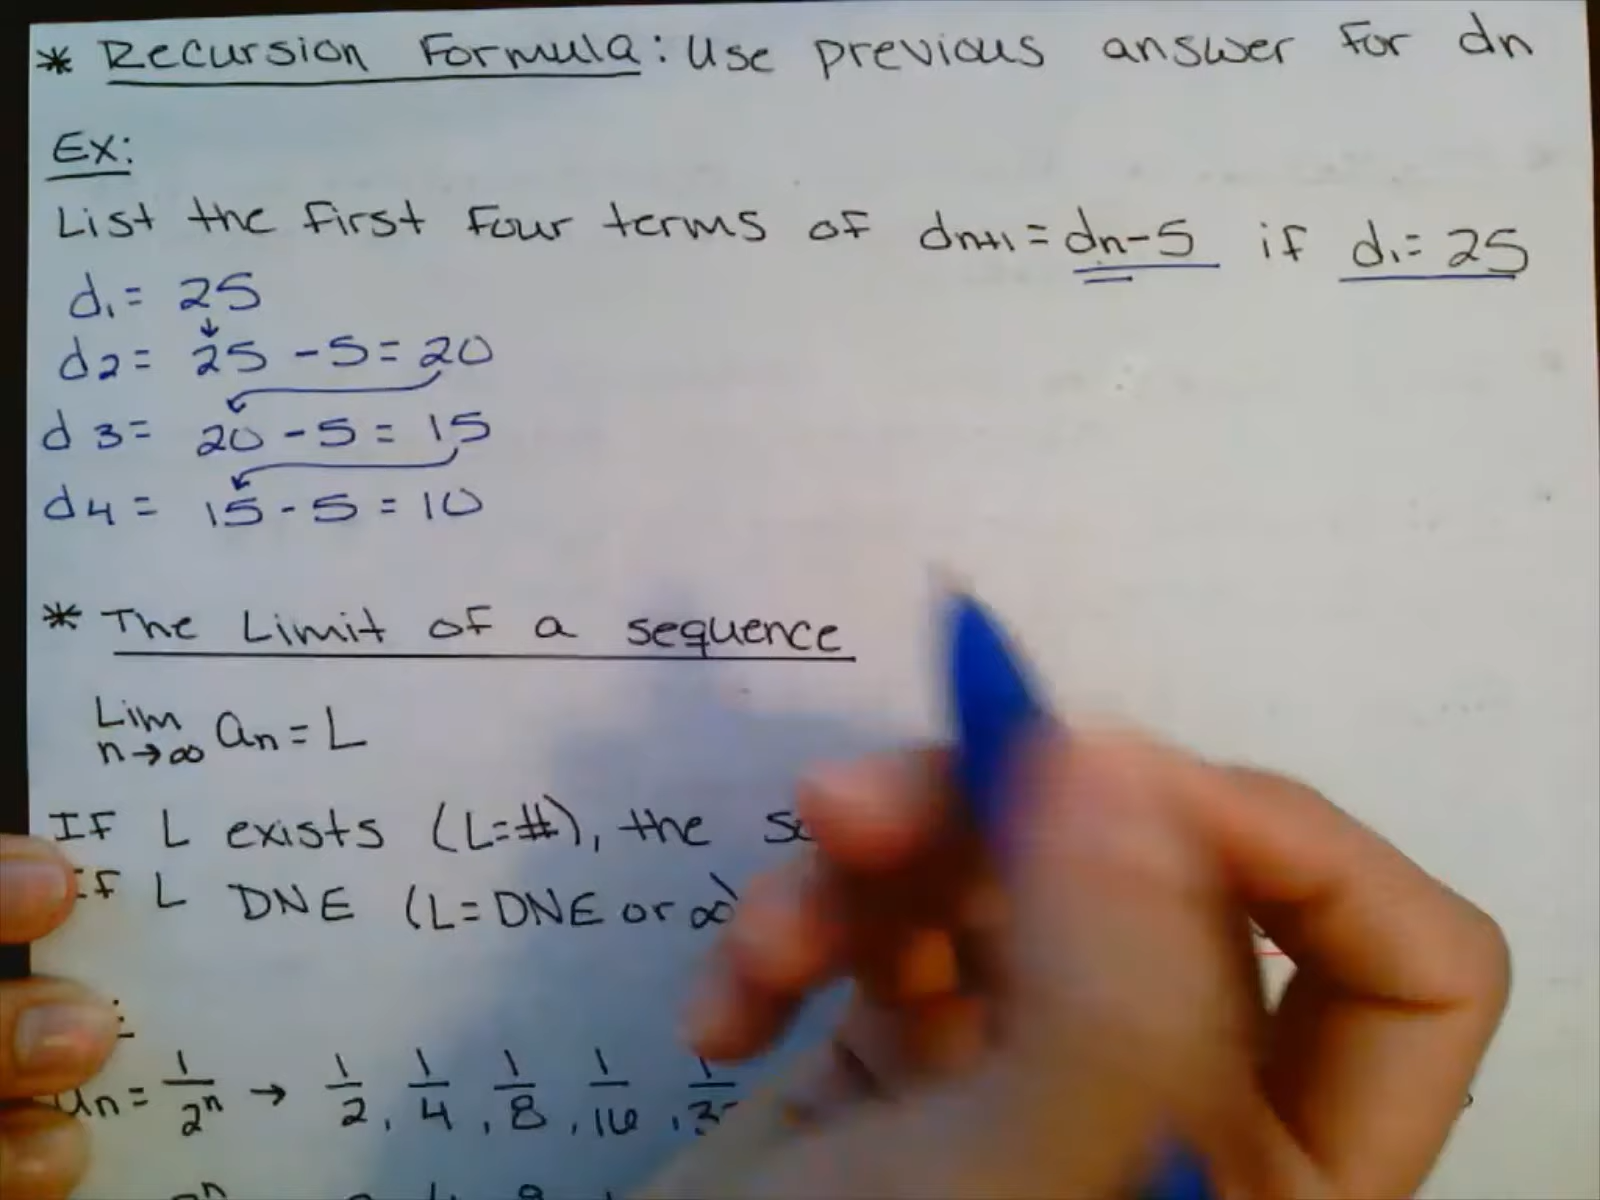 * Recursion Formula: Use previous answer for dn
Ex:
List the first four terms of dn+1 = dn - 5 if d1 = 25
d1 = 25
d2 = 25 - 5 = 20
d3 = 20 - 5 = 15
d4 = 15 - 5 = 10
* The Limit of a sequence
Lim n→∞ an = L
If L exists (L=#), the
If L DNE (L=DNE or ∞)
an = 1/2ⁿ → 1/2, 1/4, 1/8, 1/16,